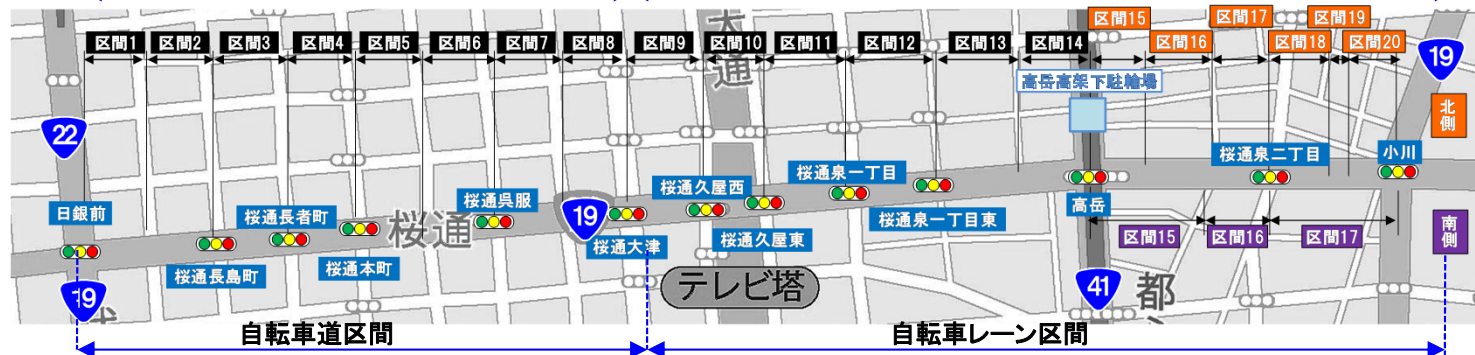 区間15
区間17
区間19
区間1
区間2
区間3
区間4
区間5
区間6
区間7
区間8
区間9
区間10
区間11
区間12
区間13
区間14
区間16
区間18
区間20
19
大通
高岳高架下駐輪場
北側
22
桜通泉一丁目
桜通泉二丁目
小川
日銀前
桜通長者町
桜通呉服
桜通久屋西
高岳
桜通
19
桜通大津
桜通久屋東
桜通泉一丁目東
桜通長島町
桜通本町
区間15
区間16
区間17
南側
テレビ塔
19
41
都心
自転車道区間
自転車レーン区間